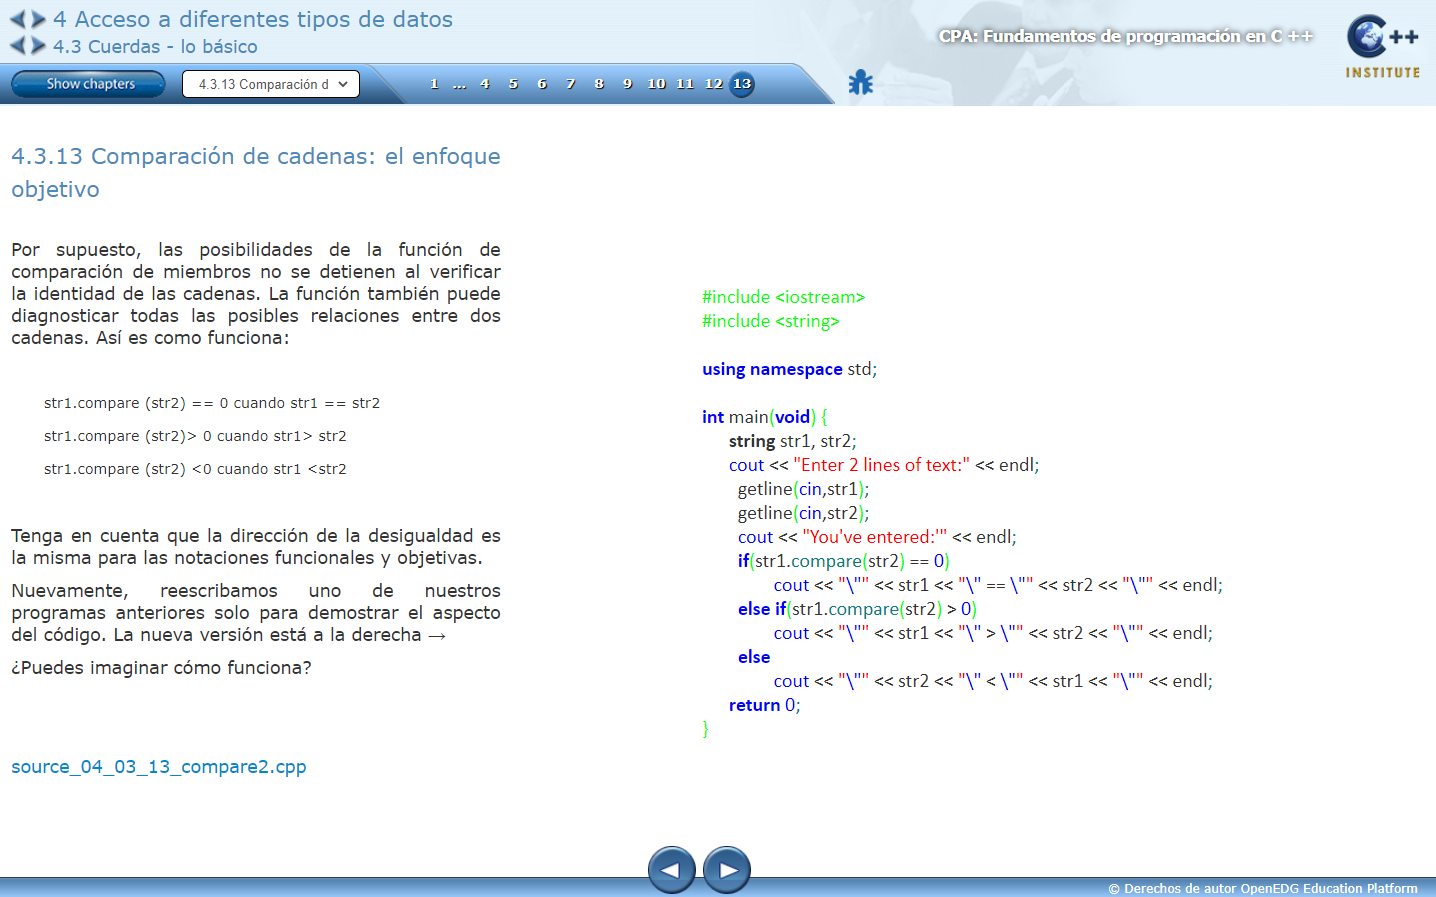 4 Acceso a diferentes tipos de datos
4.3 Cuerdas - lo básico
CPA: Fundamentos de programación en C ++
C++
INSTITUTE
Show chapters
4.3.13 Comparación d
1 ... 4 5 6 7 8 9 10 11 12 13
4.3.13 Comparación de cadenas: el enfoque
objetivo
Por supuesto, las posibilidades de la función de
comparación de miembros no se detienen al verificar
la identidad de las cadenas. La función también puede
diagnosticar todas las posibles relaciones entre dos
cadenas. Así es como funciona:
str1.compare (str2) == 0 cuando str1 == str2
str1.compare (str2)> 0 cuando str1> str2
str1.compare (str2) <0 cuando str1 <str2
Tenga en cuenta que la dirección de la desigualdad es
la misma para las notaciones funcionales y objetivas.
Nuevamente, reescribamos uno de nuestros
programas anteriores solo para demostrar el aspecto
del código. La nueva versión está a la derecha →
¿Puedes imaginar cómo funciona?
source_04_03_13_compare2.cpp
#include <iostream>
#include <string>
using namespace std;
int main(void) {
string str1, str2;
cout << "Enter 2 lines of text:" << endl;
getline(cin,str1);
getline(cin,str2);
cout << "You've entered:'" << endl;
if(str1.compare(str2) == 0)
cout << "\"" << str1 << "\" == \"" << str2 << "\"" << endl;
else if(str1.compare(str2) > 0)
cout << "\"" << str1 << "\" > \"" << str2 << "\"" << endl;
else
cout << "\"" << str2 << "\" < \"" << str1 << "\"" << endl;
return 0;
}
© Derechos de autor OpenEDG Education Platform